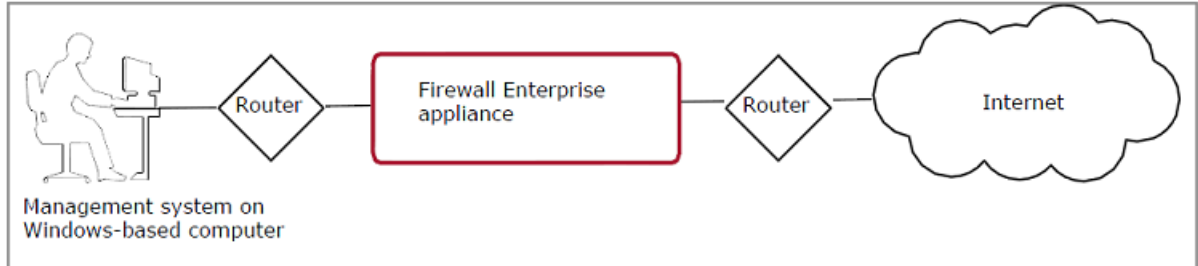 Router
Firewall Enterprise
appliance
Router
Internet
Management system on
Windows-based computer